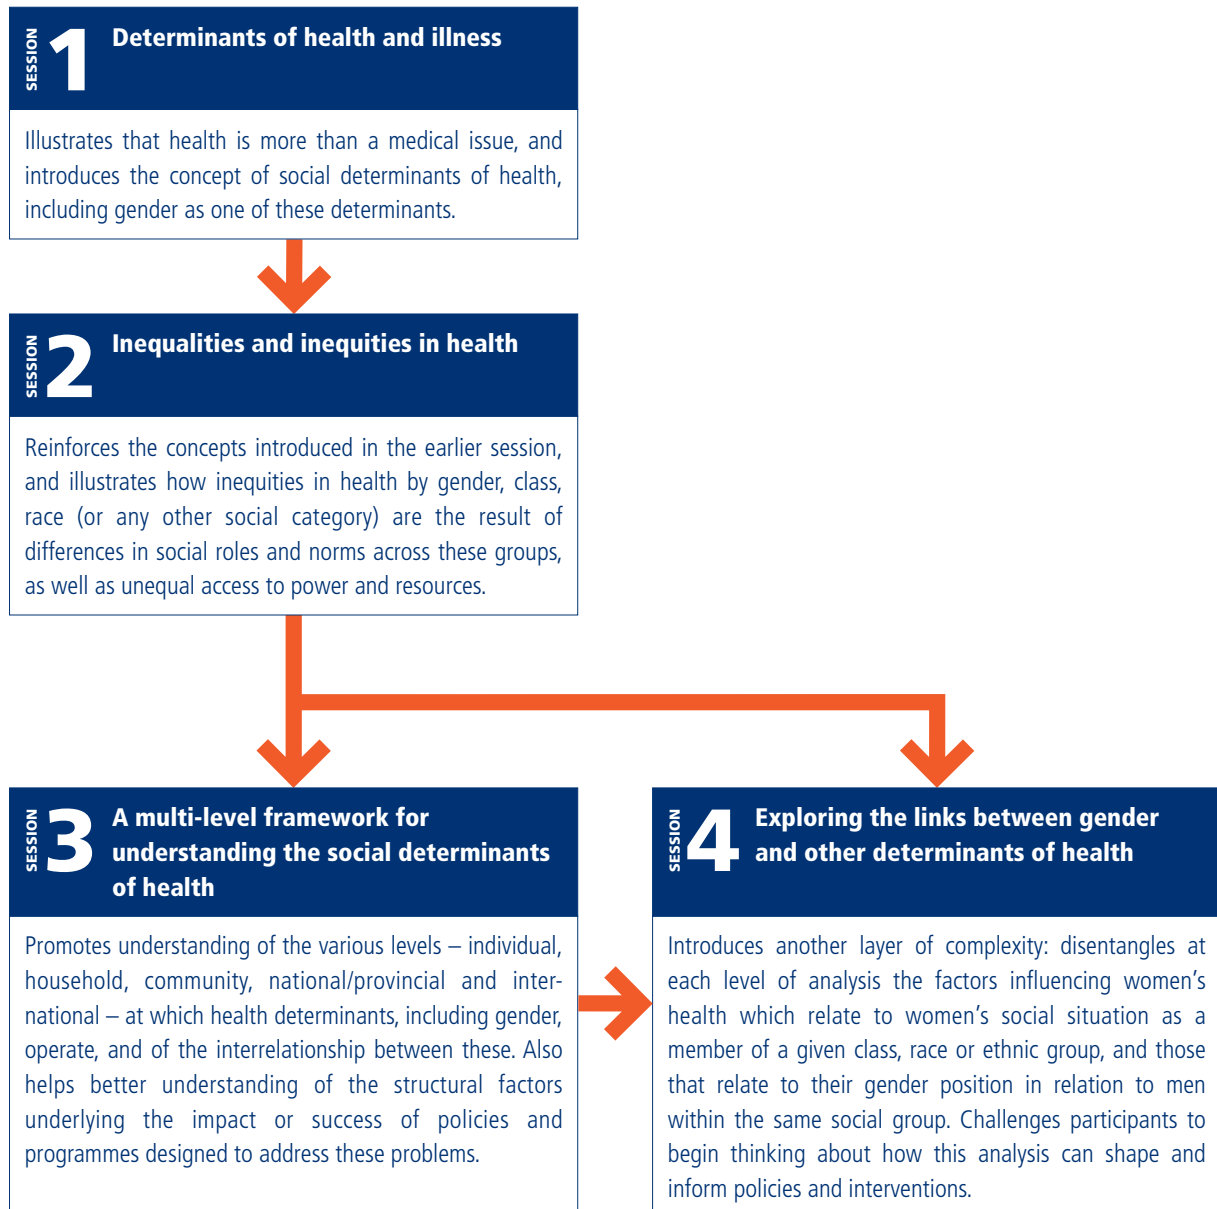 SESSION
1
Determinants of health and illness
Illustrates that health is more than a medical issue, and
introduces the concept of social determinants of health,
including gender as one of these determinants.
SESSION
2
Inequalities and inequities in health
Reinforces the concepts introduced in the earlier session,
and illustrates how inequities in health by gender, class,
race (or any other social category) are the result of
differences in social roles and norms across these groups,
as well as unequal access to power and resources.
SESSION
3
A multi-level framework for
understanding the social determinants
of health
Promotes understanding of the various levels – individual,
household, community, national/provincial and inter-
national – at which health determinants, including gender,
operate, and of the interrelationship between these. Also
helps better understanding of the structural factors
underlying the impact or success of policies and
programmes designed to address these problems.
SESSION
4
Exploring the links between gender
and other determinants of health
Introduces another layer of complexity: disentangles at
each level of analysis the factors influencing women's
health which relate to women's social situation as a
member of a given class, race or ethnic group, and those
that relate to their gender position in relation to men
within the same social group. Challenges participants to
begin thinking about how this analysis can shape and
inform policies and interventions.